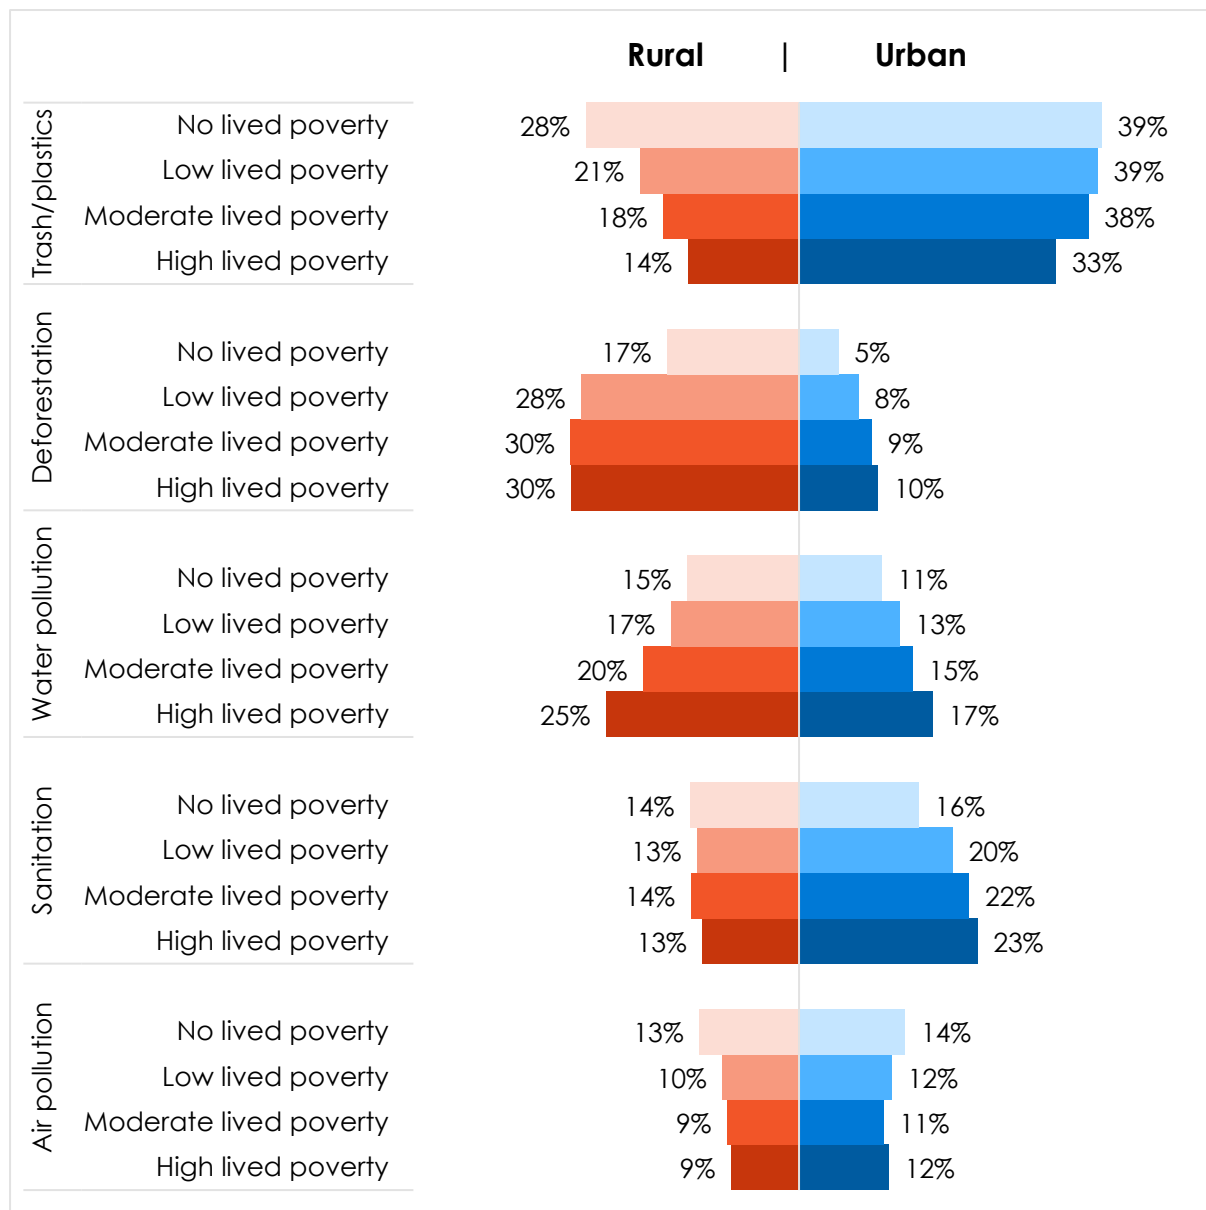 Rural | Urban
Trash/plastics
No lived poverty 28% 39%
Low lived poverty 21% 39%
Moderate lived poverty 18% 38%
High lived poverty 14% 33%
Deforestation
No lived poverty 17% 5%
Low lived poverty 28% 8%
Moderate lived poverty 30% 9%
High lived poverty 30% 10%
Water pollution
No lived poverty 15% 11%
Low lived poverty 17% 13%
Moderate lived poverty 20% 15%
High lived poverty 25% 17%
Sanitation
No lived poverty 14% 16%
Low lived poverty 13% 20%
Moderate lived poverty 14% 22%
High lived poverty 13% 23%
Air pollution
No lived poverty 13% 14%
Low lived poverty 10% 12%
Moderate lived poverty 9% 11%
High lived poverty 9% 12%